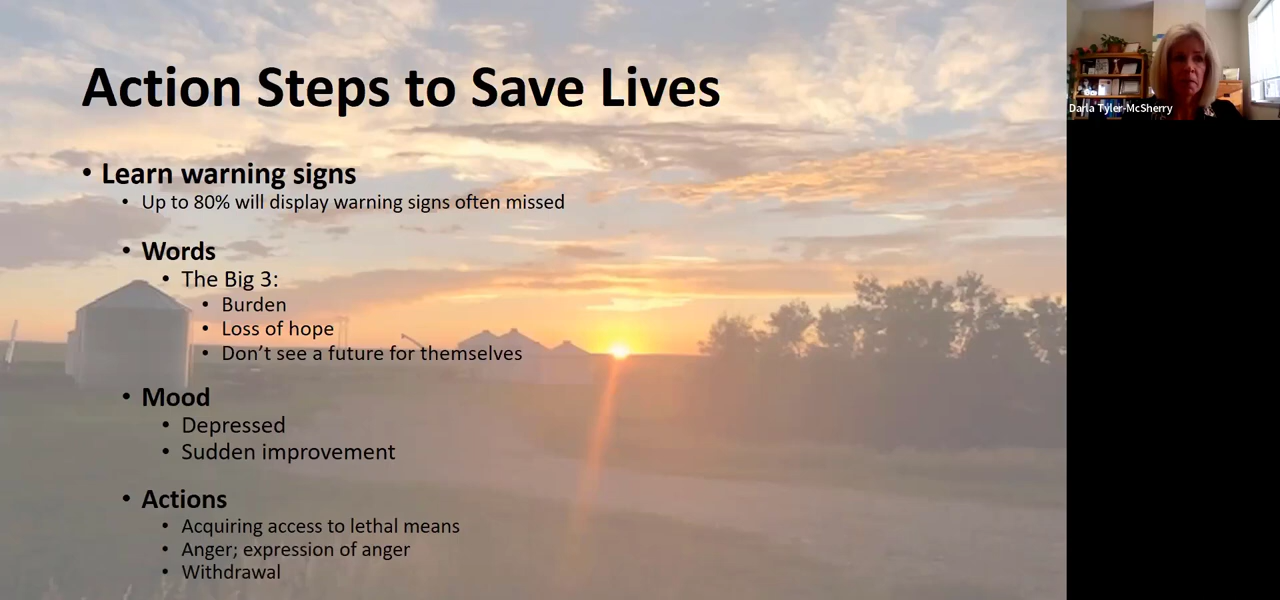 Action Steps to Save Lives
• Learn warning signs
• Up to 80% will display warning signs often missed
• Words
• The Big 3:
• Burden
• Loss of hope
• Don’t see a future for themselves
• Mood
• Depressed
• Sudden improvement
• Actions
• Acquiring access to lethal means
• Anger; expression of anger
• Withdrawal
Darla Tyler-McSherry